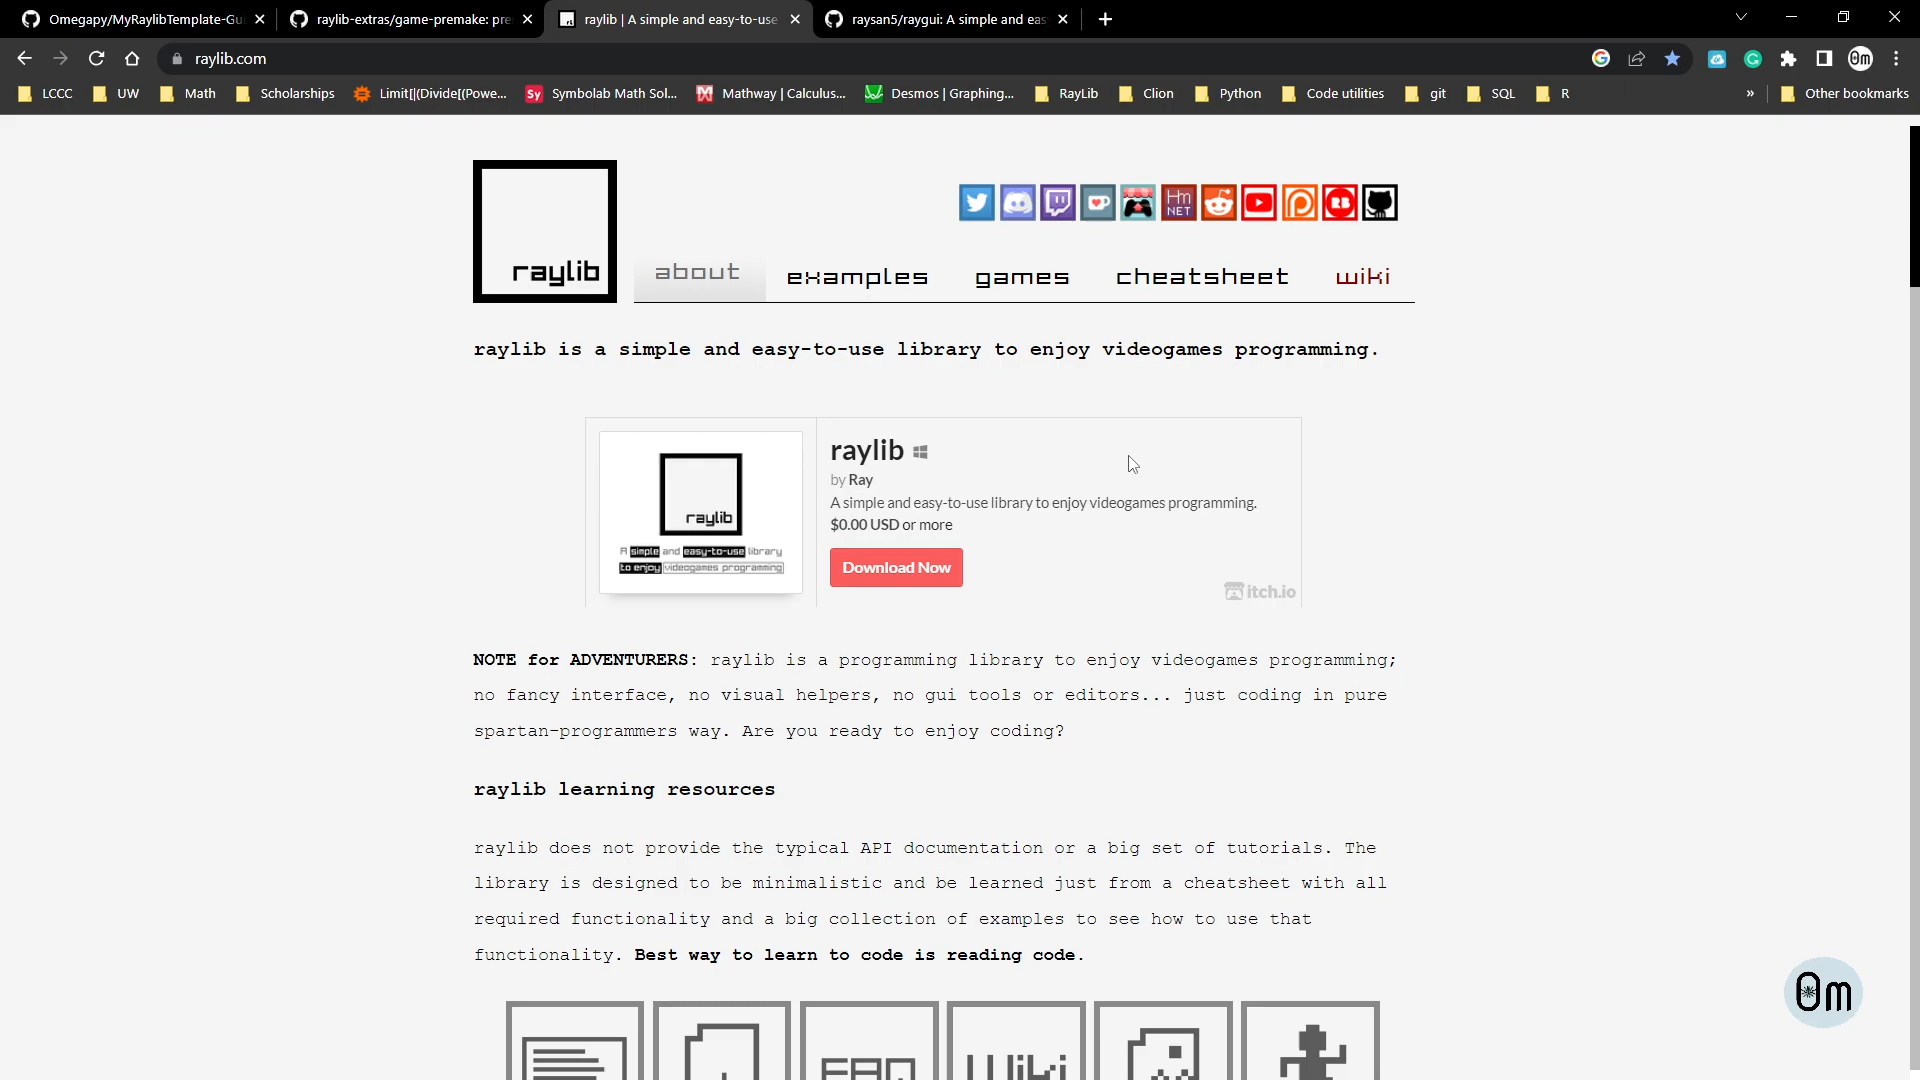 Omegapy/MyRaylibTemplate-Gui
raylib-extras/game-premake: pre
raylib | A simple and easy-to-use
raysan5/raygui: A simple and eas
raylib.com
LCCC
UW
Math
Scholarships
Limit[|(Divide[(Powe...
Symbolab Math Sol...
Mathway | Calculus...
Desmos | Graphing...
RayLib
Clion
Python
Code utilities
git
SQL
R
»
Other bookmarks
Hm
NET
raylib
about
examples
games
cheatsheet
wiki
raylib is a simple and easy-to-use library to enjoy videogames programming.
raylib
A simple and easy-to-use library
to enjoy videogames programming
raylib
by Ray
A simple and easy-to-use library to enjoy videogames programming.
$0.00 USD or more
Download Now
itch.io
NOTE for ADVENTURERS: raylib is a programming library to enjoy videogames programming;
no fancy interface, no visual helpers, no gui tools or editors... just coding in pure
spartan-programmers way. Are you ready to enjoy coding?
raylib learning resources
raylib does not provide the typical API documentation or a big set of tutorials. The
library is designed to be minimalistic and be learned just from a cheatsheet with all
required functionality and a big collection of examples to see how to use that
functionality. Best way to learn to code is reading code.
FAQ
Wiki
0m